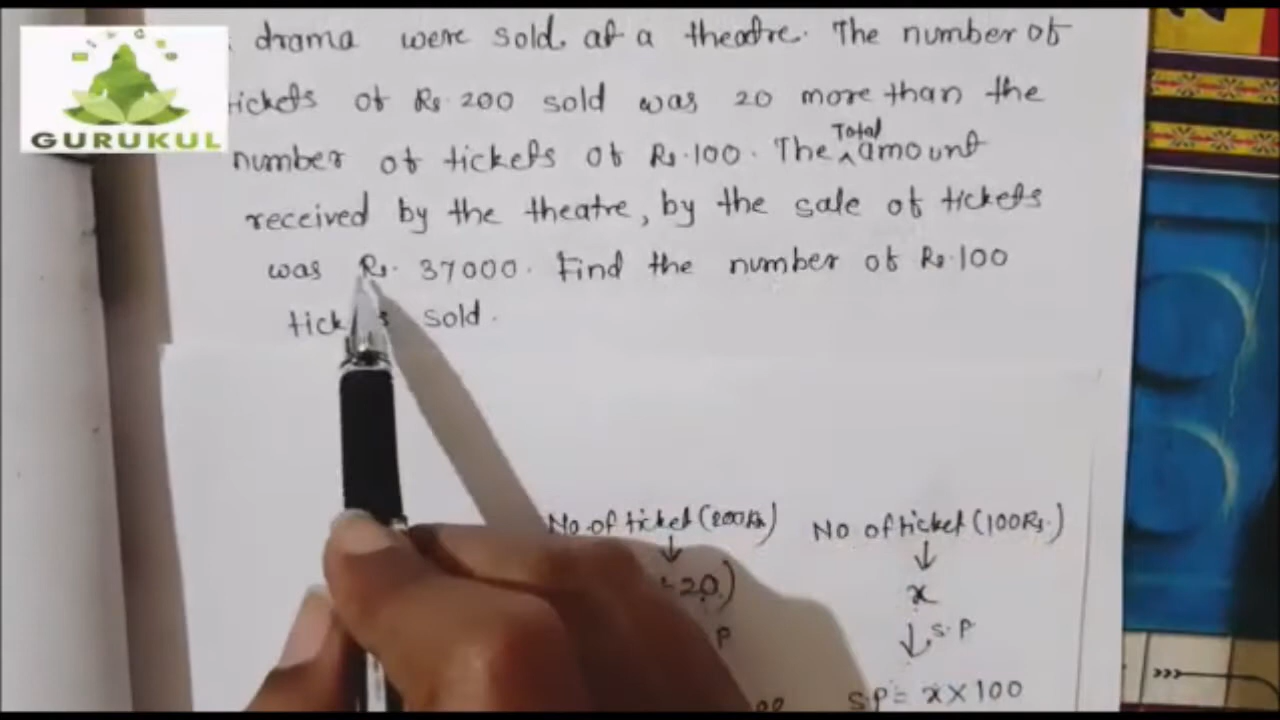 GURUKUL
drama were sold at a theatre. The number of
tickets of Rs. 200 sold was 20 more than the
number of tickets of Rs. 100. The Total amount
received by the theatre, by the sale of tickets
was Rs. 37000. Find the number of Rs. 100
sold.
No of ticket (200Rs.) No of ticket (100Rs.)
20) x
P S.P
00 SP = x × 100